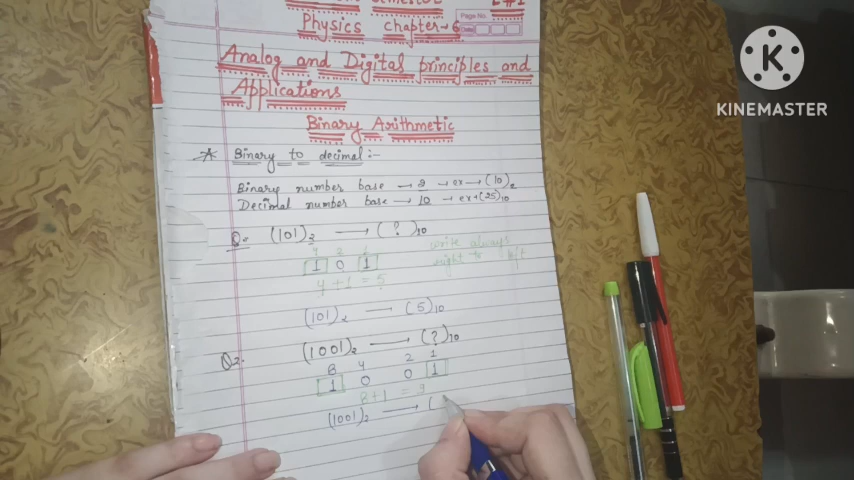 Physics chapter-6
Page No.
Date
Analog and Digital principles and
Applications
Binary Arithmetic
Binary to decimal:-
Binary number base → 2 → ex → (10)₂
Decimal number base → 10 → ex → (25)₁₀
Q. (101)₂ → (?)₁₀
4 2 1
1 0 1
4+1 = 5
write always
right to left
(101)₂ → (5)₁₀
Q2. (1001)₂ → (?)₁₀
8 4 2 1
1 0 0 1
8+1 = 9
(1001)₂ → (
K
KINEMASTER